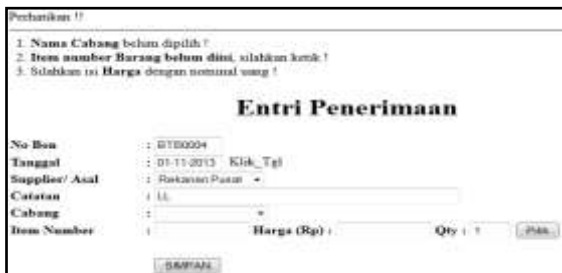 Perhatikan !!
1. Nama Cabang belum dipilih !
2. Item number Barang belum diisi, silahkan ketik !
3. Silahkan isi Harga dengan nominal uang !
Entri Penerimaan
No Bon : BTB0004
Tanggal : 01-11-2013 Klik_Tgl
Supplier/ Asal : Rekanan Pusat
Catatan : LL
Cabang :
Item Number : Harga (Rp) : Qty : 1 Pilih
SIMPAN